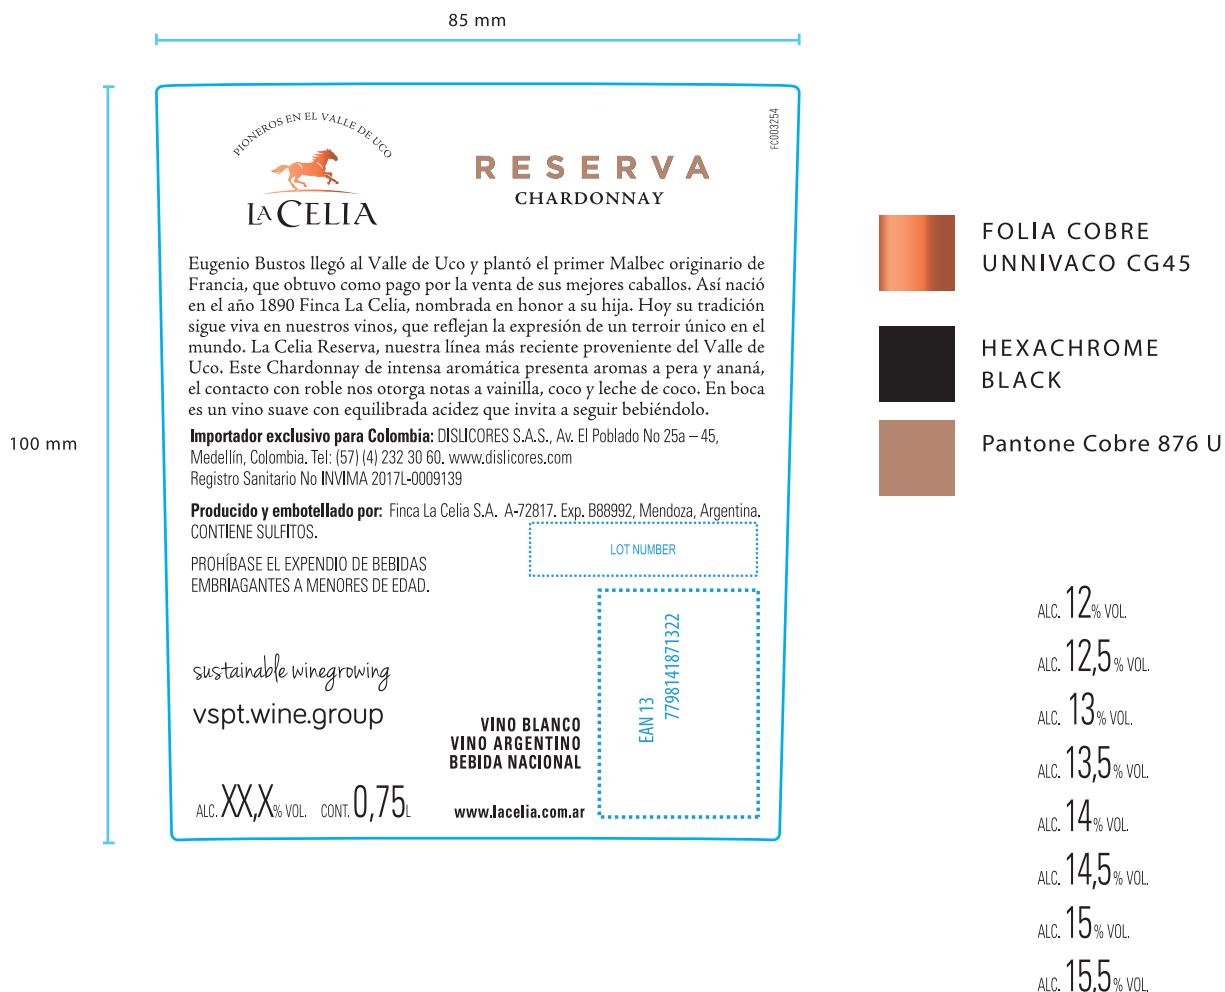 85 mm
100 mm
PIONEROS EN EL VALLE DE UCO
LA CELIA
RESERVA
CHARDONNAY
FC003254
Eugenio Bustos llegó al Valle de Uco y plantó el primer Malbec originario de
Francia, que obtuvo como pago por la venta de sus mejores caballos. Así nació
en el año 1890 Finca La Celia, nombrada en honor a su hija. Hoy su tradición
sigue viva en nuestros vinos, que reflejan la expresión de un terroir único en el
mundo. La Celia Reserva, nuestra línea más reciente proveniente del Valle de
Uco. Este Chardonnay de intensa aromática presenta aromas a pera y ananá,
el contacto con roble nos otorga notas a vainilla, coco y leche de coco. En boca
es un vino suave con equilibrada acidez que invita a seguir bebiéndolo.
Importador exclusivo para Colombia: DISLICORES S.A.S., Av. El Poblado No 25a – 45,
Medellín, Colombia. Tel: (57) (4) 232 30 60. www.dislicores.com
Registro Sanitario No INVIMA 2017L-0009139
Producido y embotellado por: Finca La Celia S.A. A-72817. Exp. B88992, Mendoza, Argentina.
CONTIENE SULFITOS.
LOT NUMBER
PROHÍBASE EL EXPENDIO DE BEBIDAS
EMBRIAGANTES A MENORES DE EDAD.
sustainable winegrowing
vspt.wine.group
VINO BLANCO
VINO ARGENTINO
BEBIDA NACIONAL
EAN 13
7798141871322
ALC. XX,X% VOL. CONT. 0,75L
www.lacelia.com.ar
FOLIA COBRE
UNNIVACO CG45
HEXACHROME
BLACK
Pantone Cobre 876 U
ALC. 12% VOL.
ALC. 12,5% VOL.
ALC. 13% VOL.
ALC. 13,5% VOL.
ALC. 14% VOL.
ALC. 14,5% VOL.
ALC. 15% VOL.
ALC. 15,5% VOL.